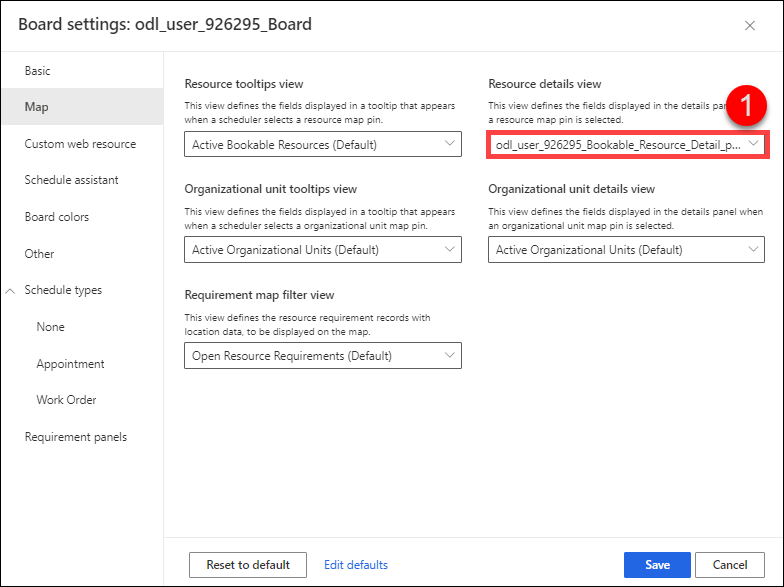 Board settings: odl_user_926295_Board
Basic
Map
Custom web resource
Schedule assistant
Board colors
Other
Schedule types
None
Appointment
Work Order
Requirement panels
Resource tooltips view
This view defines the fields displayed in a tooltip that appears
when a scheduler selects a resource map pin.
Active Bookable Resources (Default)
Resource details view
1
This view defines the fields displayed in the details pan
a resource map pin is selected.
odl_user_926295_Bookable_Resource_Detail_p...
Organizational unit tooltips view
This view defines the fields displayed in a tooltip that appears
when a scheduler selects a organizational unit map pin.
Active Organizational Units (Default)
Organizational unit details view
This view defines the fields displayed in the details panel when
an organizational unit map pin is selected.
Active Organizational Units (Default)
Requirement map filter view
This view defines the resource requirement records with
location data, to be displayed on the map.
Open Resource Requirements (Default)
Reset to default
Edit defaults
Save
Cancel